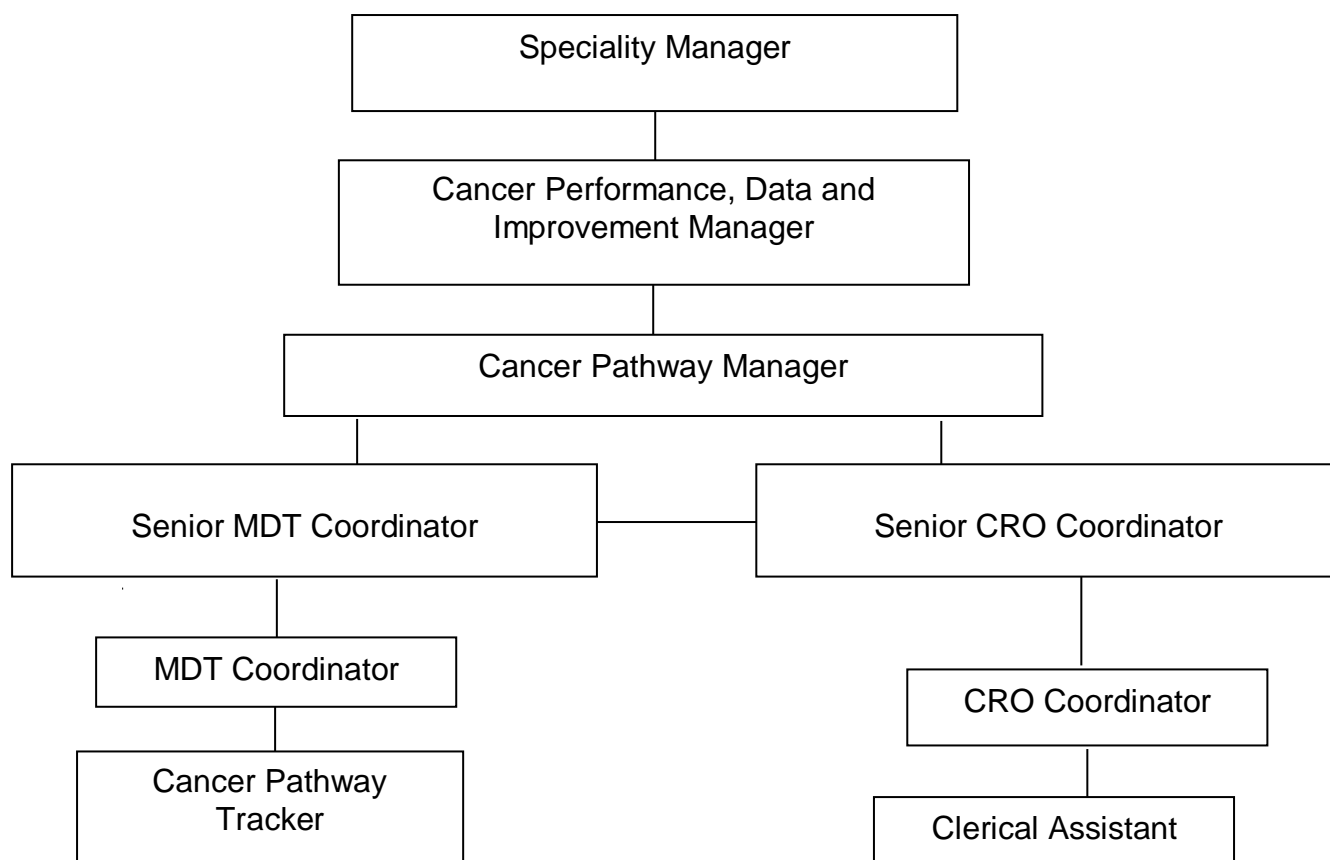 Speciality Manager
Cancer Performance, Data and
Improvement Manager
Cancer Pathway Manager
Senior MDT Coordinator
Senior CRO Coordinator
MDT Coordinator
CRO Coordinator
Cancer Pathway
Tracker
Clerical Assistant